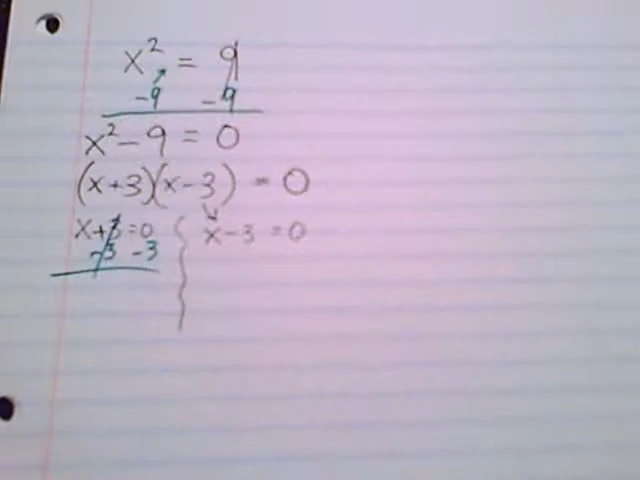 x² = 9
-9 -9
x² - 9 = 0
(x+3)(x-3) = 0
x+3=0 x-3=0
-3 -3